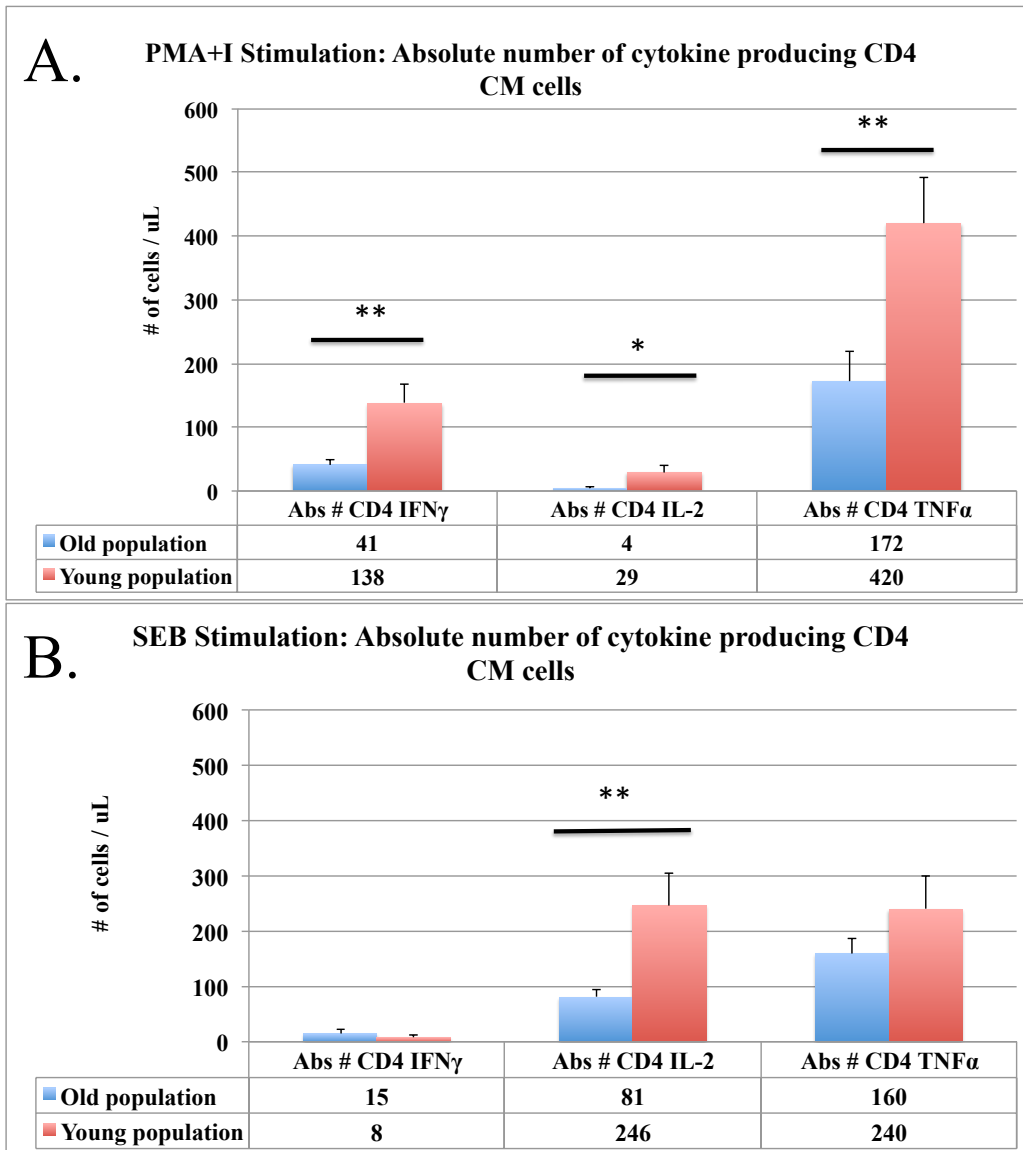 A.
PMA+I Stimulation: Absolute number of cytokine producing CD4
CM cells
# of cells / uL
600
500
400
300
200
100
0
**
*
**
Abs # CD4 IFNγ Abs # CD4 IL-2 Abs # CD4 TNFα
Old population 41 4 172
Young population 138 29 420
B.
SEB Stimulation: Absolute number of cytokine producing CD4
CM cells
# of cells / uL
600
500
400
300
200
100
0
**
Abs # CD4 IFNγ Abs # CD4 IL-2 Abs # CD4 TNFα
Old population 15 81 160
Young population 8 246 240